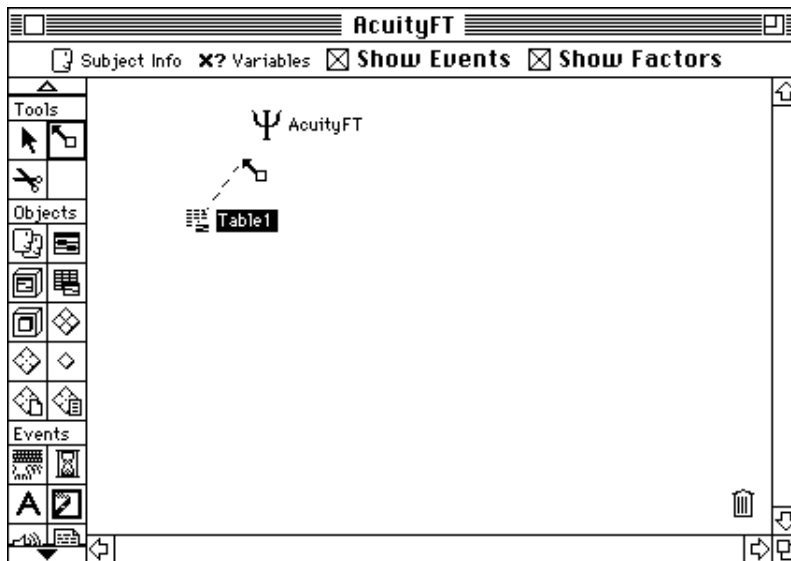 AcuityFT
Subject Info X? Variables Show Events Show Factors
Tools
AcuityFT
Table1
Objects
Events
A